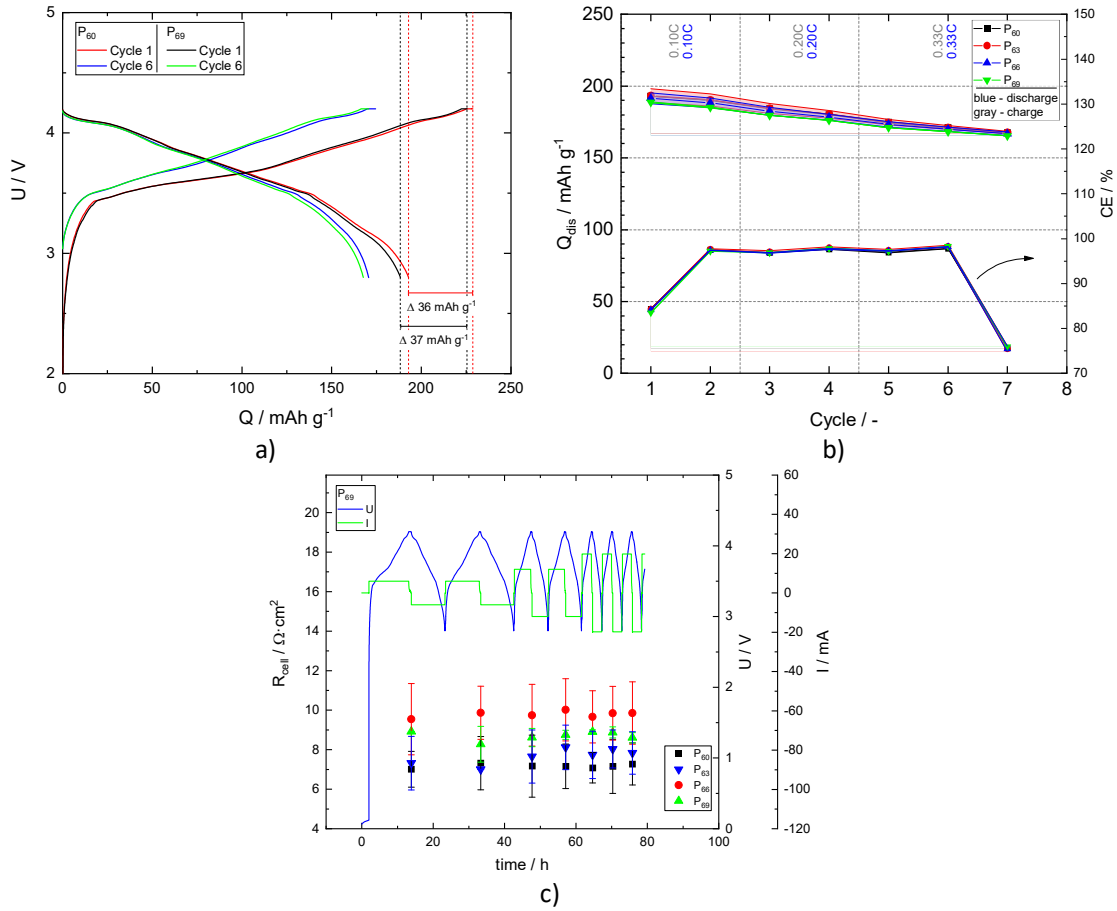 P60 P69
Cycle 1 Cycle 1
Cycle 6 Cycle 6
5
4
3
2
U / V
Δ 36 mAh g-1
Δ 37 mAh g-1
0 50 100 150 200 250
Q / mAh g-1
a)
250
200
150
100
50
0
Qdis / mAh g-1
0.10C
0.10C
0.20C
0.20C
0.33C
0.33C
P60
P63
P66
P69
blue - discharge
gray - charge
150
140
130
120
110
100
90
80
70
CE / %
1 2 3 4 5 6 7 8
Cycle / -
b)
P69
U
I
20
18
16
14
12
10
8
6
4
Rcell / Ω·cm2
5
4
3
2
1
0
U / V
60
40
20
0
-20
-40
-60
-80
-100
-120
I / mA
P60
P63
P66
P69
0 20 40 60 80 100
time / h
c)